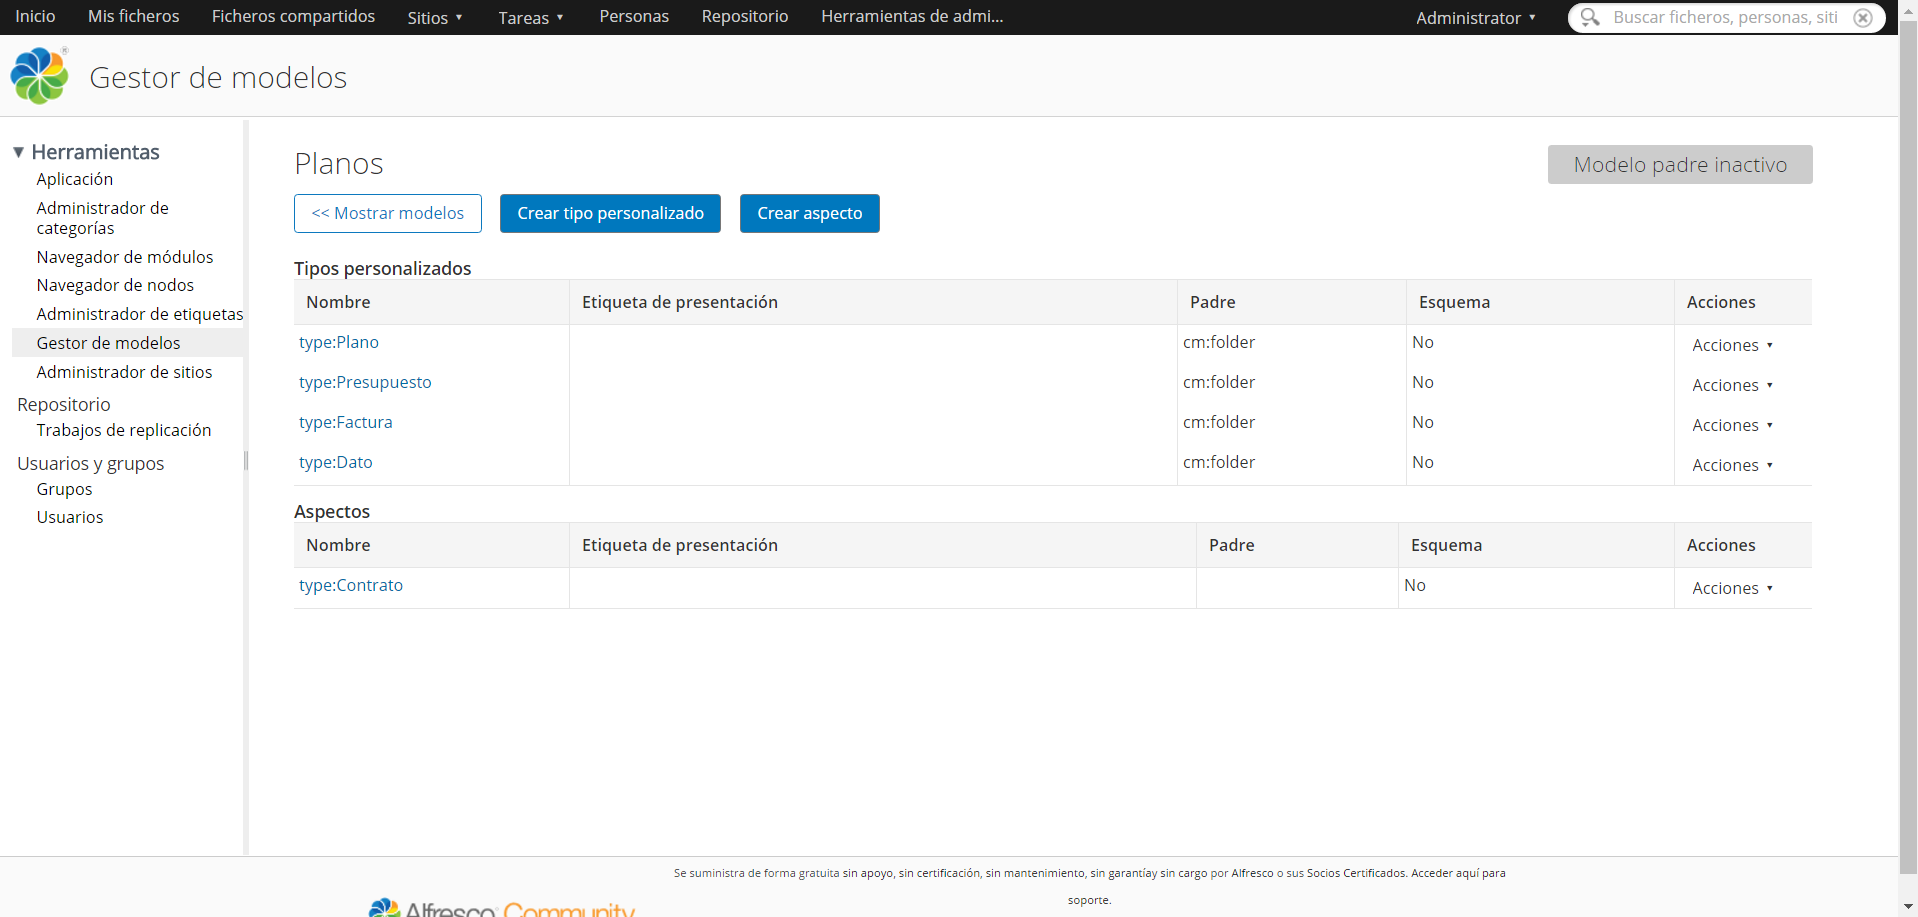 Inicio Mis ficheros Ficheros compartidos Sitios ▾ Tareas ▾ Personas Repositorio Herramientas de admi... Administrator ▾ Buscar ficheros, personas, siti
Gestor de modelos
▼ Herramientas
Aplicación
Administrador de
categorías
Navegador de módulos
Navegador de nodos
Administrador de etiquetas
Gestor de modelos
Administrador de sitios
Repositorio
Trabajos de replicación
Usuarios y grupos
Grupos
Usuarios
Planos
Modelo padre inactivo
<< Mostrar modelos Crear tipo personalizado Crear aspecto
Tipos personalizados
Nombre Etiqueta de presentación Padre Esquema Acciones
type:Plano cm:folder No Acciones ▾
type:Presupuesto cm:folder No Acciones ▾
type:Factura cm:folder No Acciones ▾
type:Dato cm:folder No Acciones ▾
Aspectos
Nombre Etiqueta de presentación Padre Esquema Acciones
type:Contrato No Acciones ▾
Se suministra de forma gratuita sin apoyo, sin certificación, sin mantenimiento, sin garantíay sin cargo por Alfresco o sus Socios Certificados. Acceder aquí para
soporte.
Alfresco Community